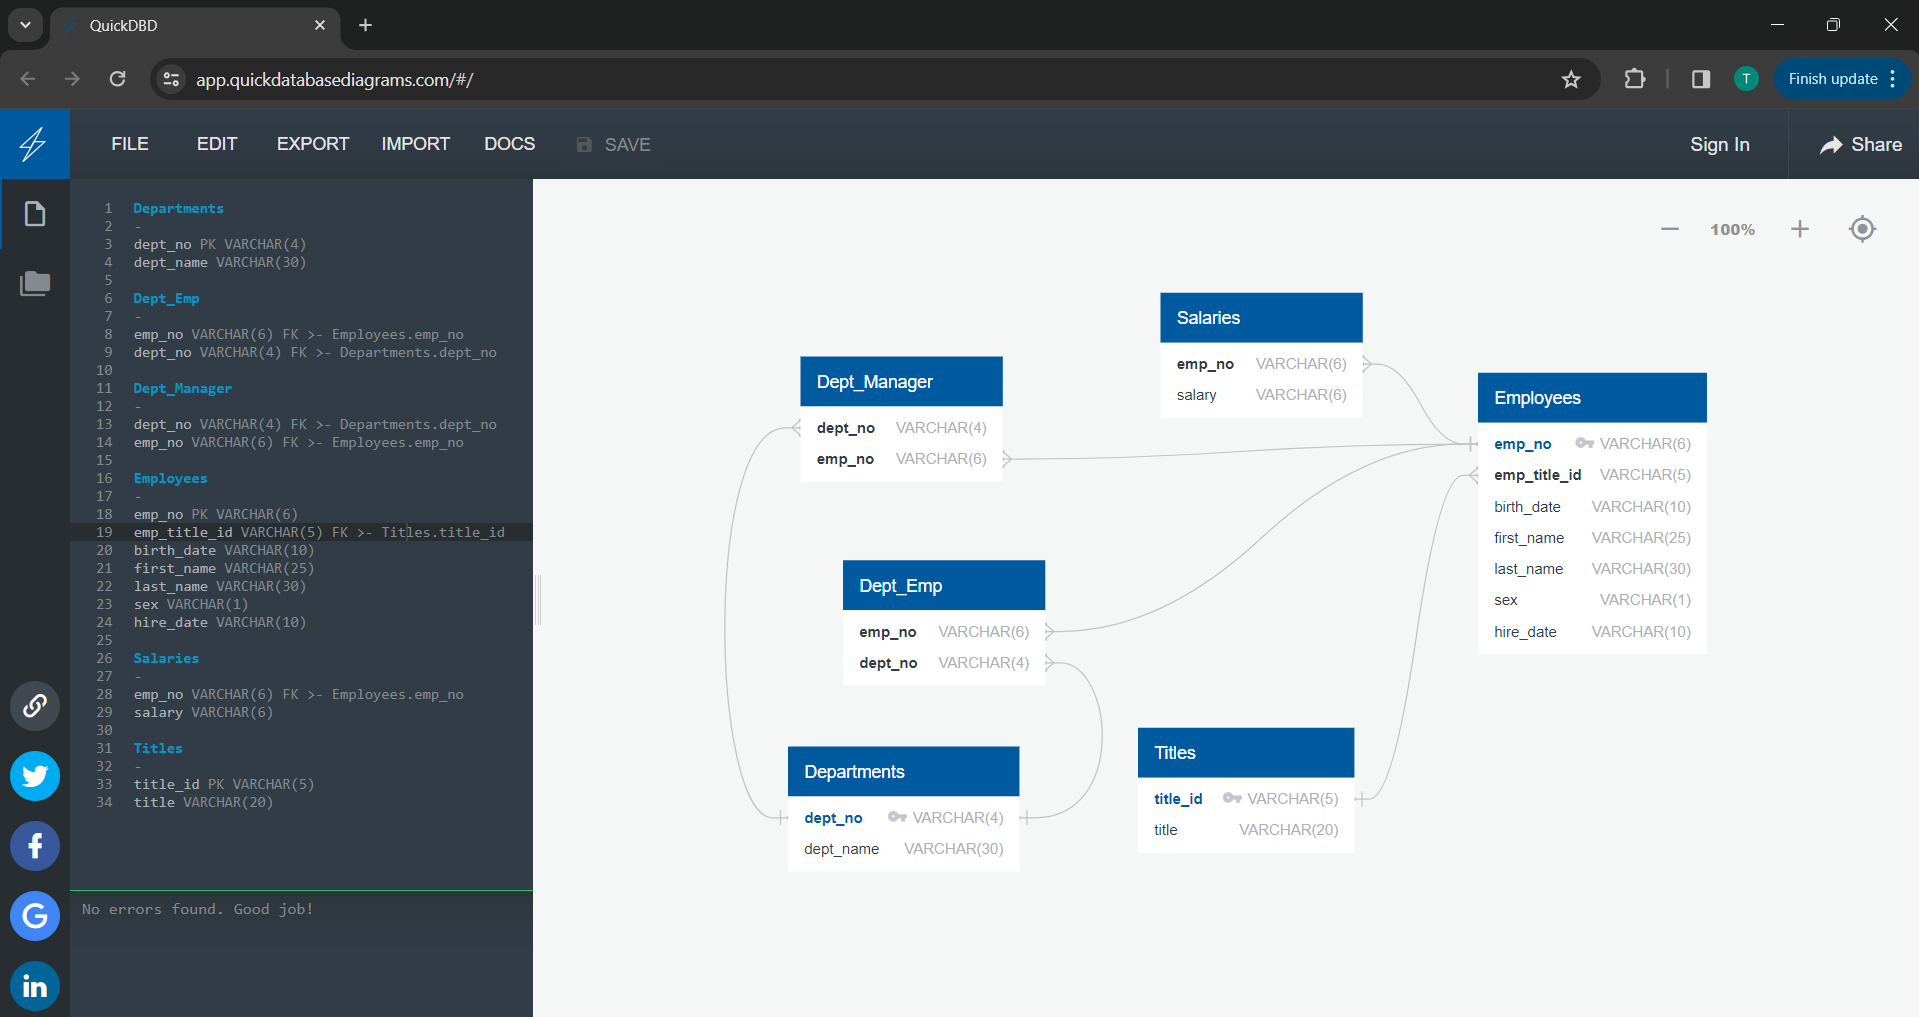 QuickDBD
app.quickdatabasediagrams.com/#/
T
Finish update
FILE EDIT EXPORT IMPORT DOCS SAVE
Sign In
Share
1 Departments
2 -
3 dept_no PK VARCHAR(4)
4 dept_name VARCHAR(30)
5
6 Dept_Emp
7 -
8 emp_no VARCHAR(6) FK >- Employees.emp_no
9 dept_no VARCHAR(4) FK >- Departments.dept_no
10
11 Dept_Manager
12 -
13 dept_no VARCHAR(4) FK >- Departments.dept_no
14 emp_no VARCHAR(6) FK >- Employees.emp_no
15
16 Employees
17 -
18 emp_no PK VARCHAR(6)
19 emp_title_id VARCHAR(5) FK >- Titles.title_id
20 birth_date VARCHAR(10)
21 first_name VARCHAR(25)
22 last_name VARCHAR(30)
23 sex VARCHAR(1)
24 hire_date VARCHAR(10)
25
26 Salaries
27 -
28 emp_no VARCHAR(6) FK >- Employees.emp_no
29 salary VARCHAR(6)
30
31 Titles
32 -
33 title_id PK VARCHAR(5)
34 title VARCHAR(20)
No errors found. Good job!
f
G
in
100%
Salaries
emp_no VARCHAR(6)
salary VARCHAR(6)
Dept_Manager
dept_no VARCHAR(4)
emp_no VARCHAR(6)
Employees
emp_no VARCHAR(6)
emp_title_id VARCHAR(5)
birth_date VARCHAR(10)
first_name VARCHAR(25)
last_name VARCHAR(30)
sex VARCHAR(1)
hire_date VARCHAR(10)
Dept_Emp
emp_no VARCHAR(6)
dept_no VARCHAR(4)
Departments
dept_no VARCHAR(4)
dept_name VARCHAR(30)
Titles
title_id VARCHAR(5)
title VARCHAR(20)